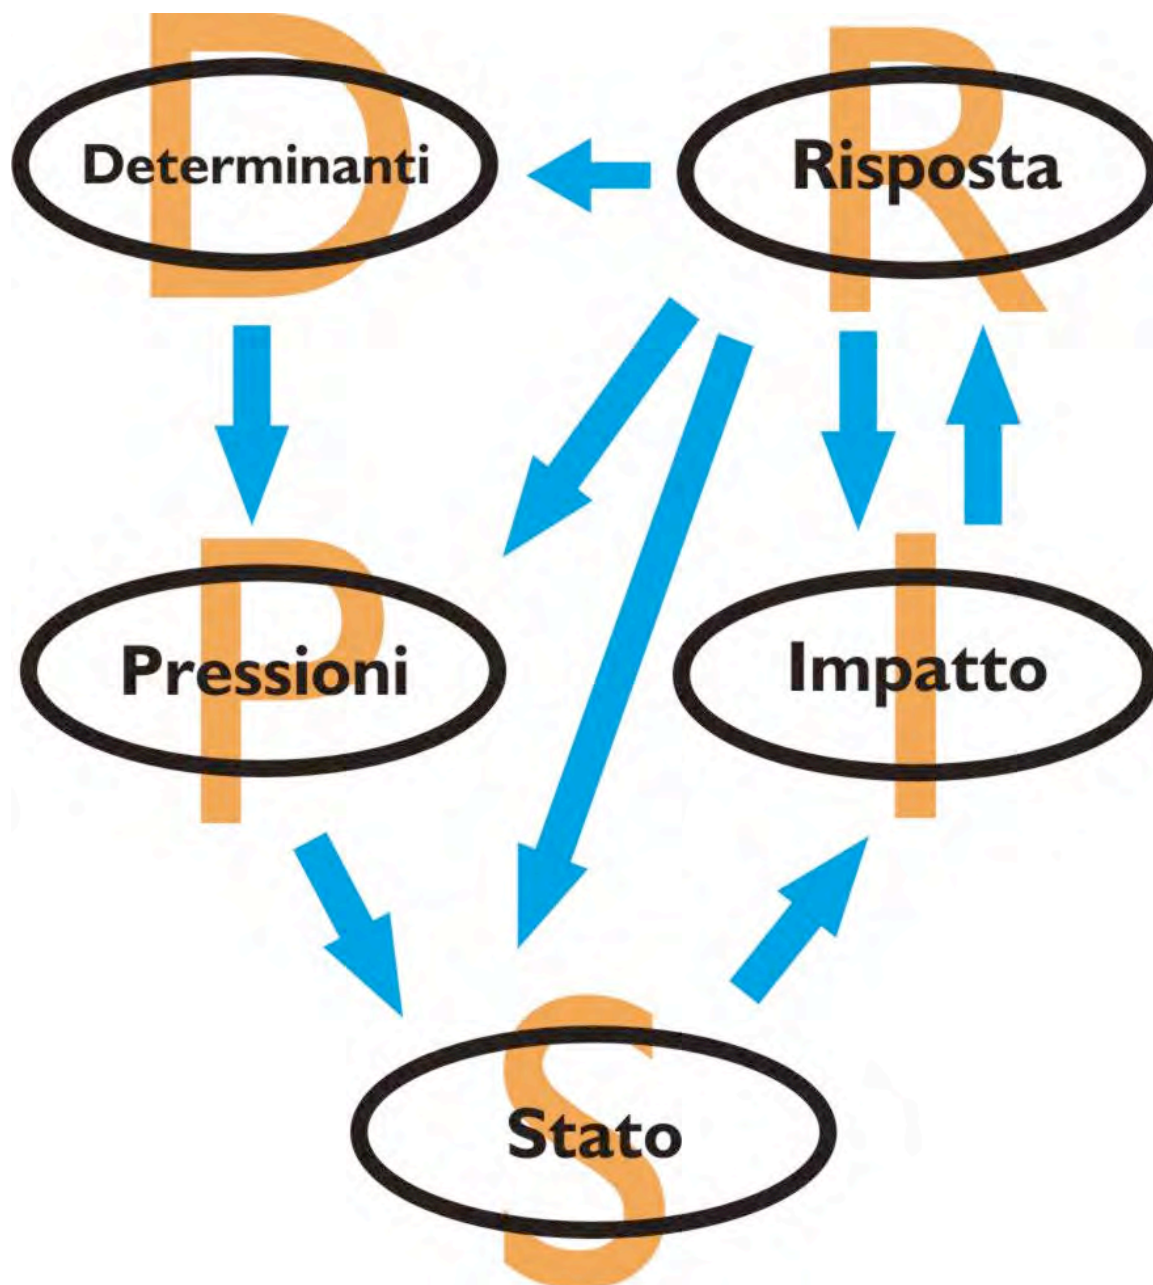 D
Determinanti
R
Risposta
P
Pressioni
I
Impatto
S
Stato